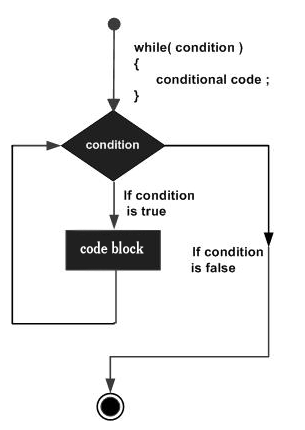 while( condition )
{
conditional code ;
}
condition
If condition
is true
code block
If condition
is false